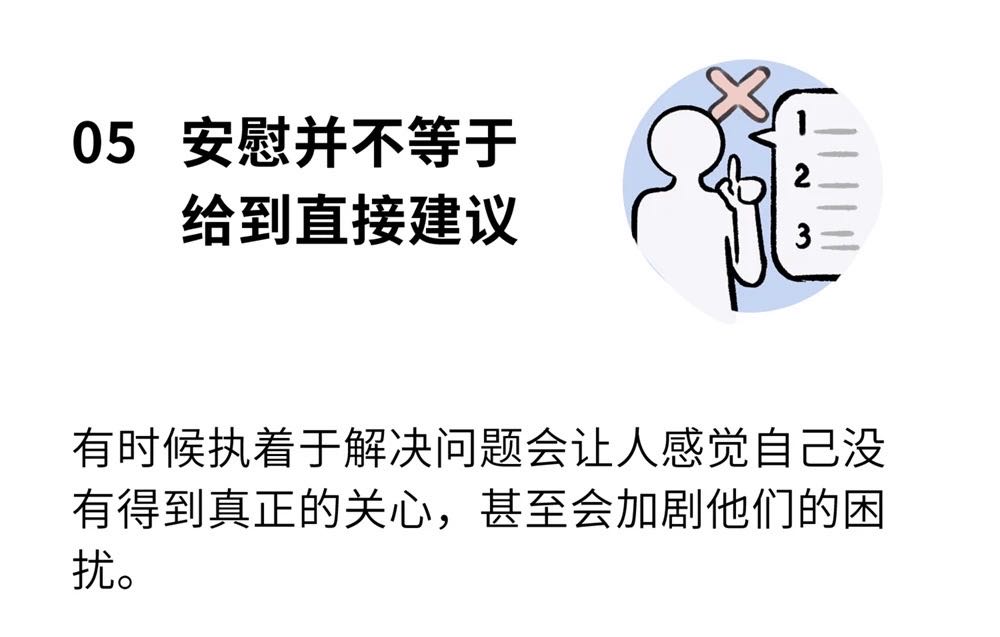 05 安慰并不等于
给到直接建议
1
2
3
有时候执着于解决问题会让人感觉自己没
有得到真正的关心，甚至会加剧他们的困
扰。